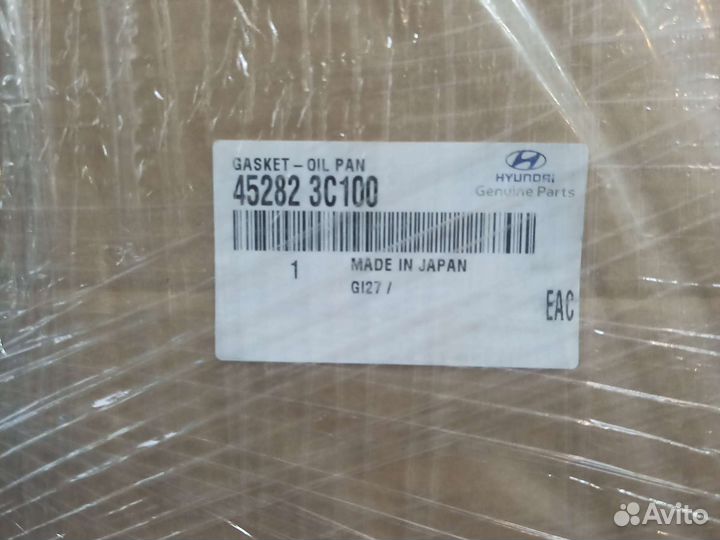 GASKET-OIL PAN
45282 3C100
HYUNDAI
Genuine Parts
1
MADE IN JAPAN
GI27 /
EAC
Avito